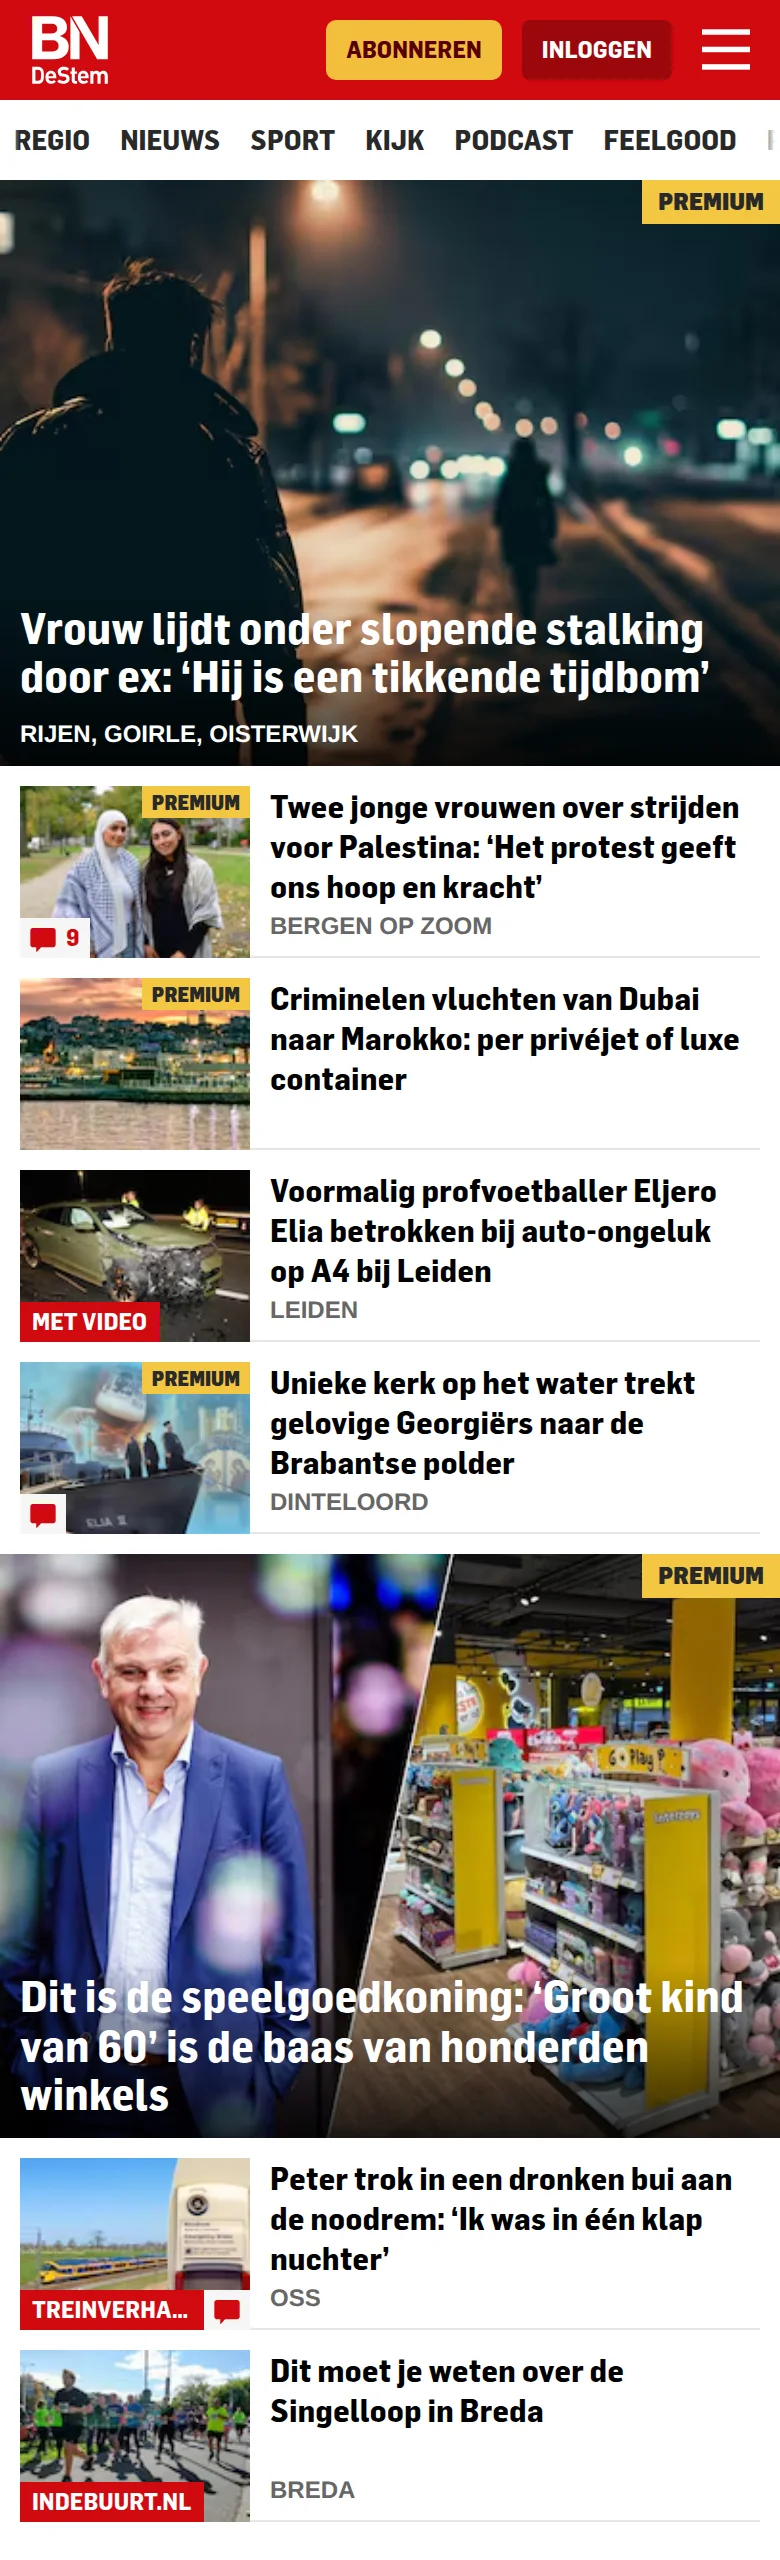 BN
DeStem
ABONNEREN
INLOGGEN
REGIO NIEUWS SPORT KIJK PODCAST FEELGOOD
PREMIUM
Vrouw lijdt onder slopende stalking
door ex: ‘Hij is een tikkende tijdbom’
RIJEN, GOIRLE, OISTERWIJK
PREMIUM
9
Twee jonge vrouwen over strijden
voor Palestina: ‘Het protest geeft
ons hoop en kracht’
BERGEN OP ZOOM
PREMIUM
Criminelen vluchten van Dubai
naar Marokko: per privéjet of luxe
container
MET VIDEO
Voormalig profvoetballer Eljero
Elia betrokken bij auto-ongeluk
op A4 bij Leiden
LEIDEN
PREMIUM
ELIA II
Unieke kerk op het water trekt
gelovige Georgiërs naar de
Brabantse polder
DINTELOORD
PREMIUM
Play
intertoys
Dit is de speelgoedkoning: ‘Groot kind
van 60’ is de baas van honderden
winkels
TREINVERHA...
Peter trok in een dronken bui aan
de noodrem: ‘Ik was in één klap
nuchter’
OSS
INDEBUURT.NL
Dit moet je weten over de
Singelloop in Breda
BREDA